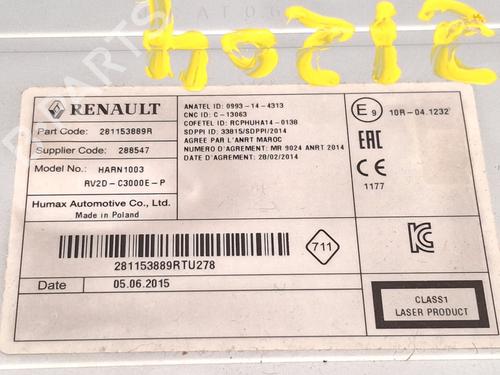 RENAULT
Part Code: 281153889R
Supplier Code: 288547
Model No.: HARN1003
RV2D-C3000E-P
Humax Automotive Co., Ltd.
Made in Poland
ANATEL ID: 0993-14-4313
CNC ID: C-13063
COFETEL ID: RCPHUHA14-0138
SDPPI ID: 33815/SDPPI/2014
AGREE PAR L'ANRT MAROC
NUMERO D'AGREMENT: MR 9024 ANRT 2014
DATE D'AGREMENT: 28/02/2014
E9 10R-04.1232
EAC
CE
1177
281153889RTU278
711
KC
Date 05.06.2015
CLASS1
LASER PRODUCT